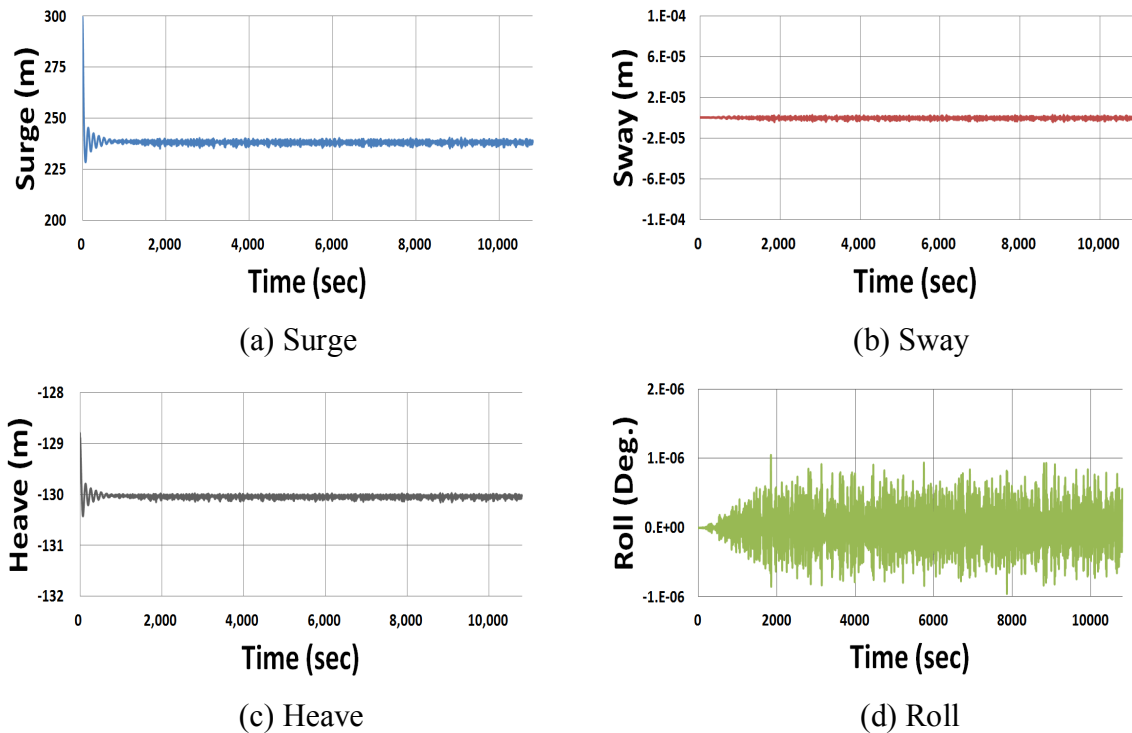 Surge (m)
300
275
250
225
200
0 2,000 4,000 6,000 8,000 10,000
Time (sec)
(a) Surge
Sway (m)
1.E-04
6.E-05
2.E-05
-2.E-05
-6.E-05
-1.E-04
0 2,000 4,000 6,000 8,000 10,000
Time (sec)
(b) Sway
Heave (m)
-128
-129
-130
-131
-132
0 2,000 4,000 6,000 8,000 10,000
Time (sec)
(c) Heave
Roll (Deg.)
2.E-06
1.E-06
0.E+00
-1.E-06
0 2000 4000 6000 8000 10000
Time (sec)
(d) Roll